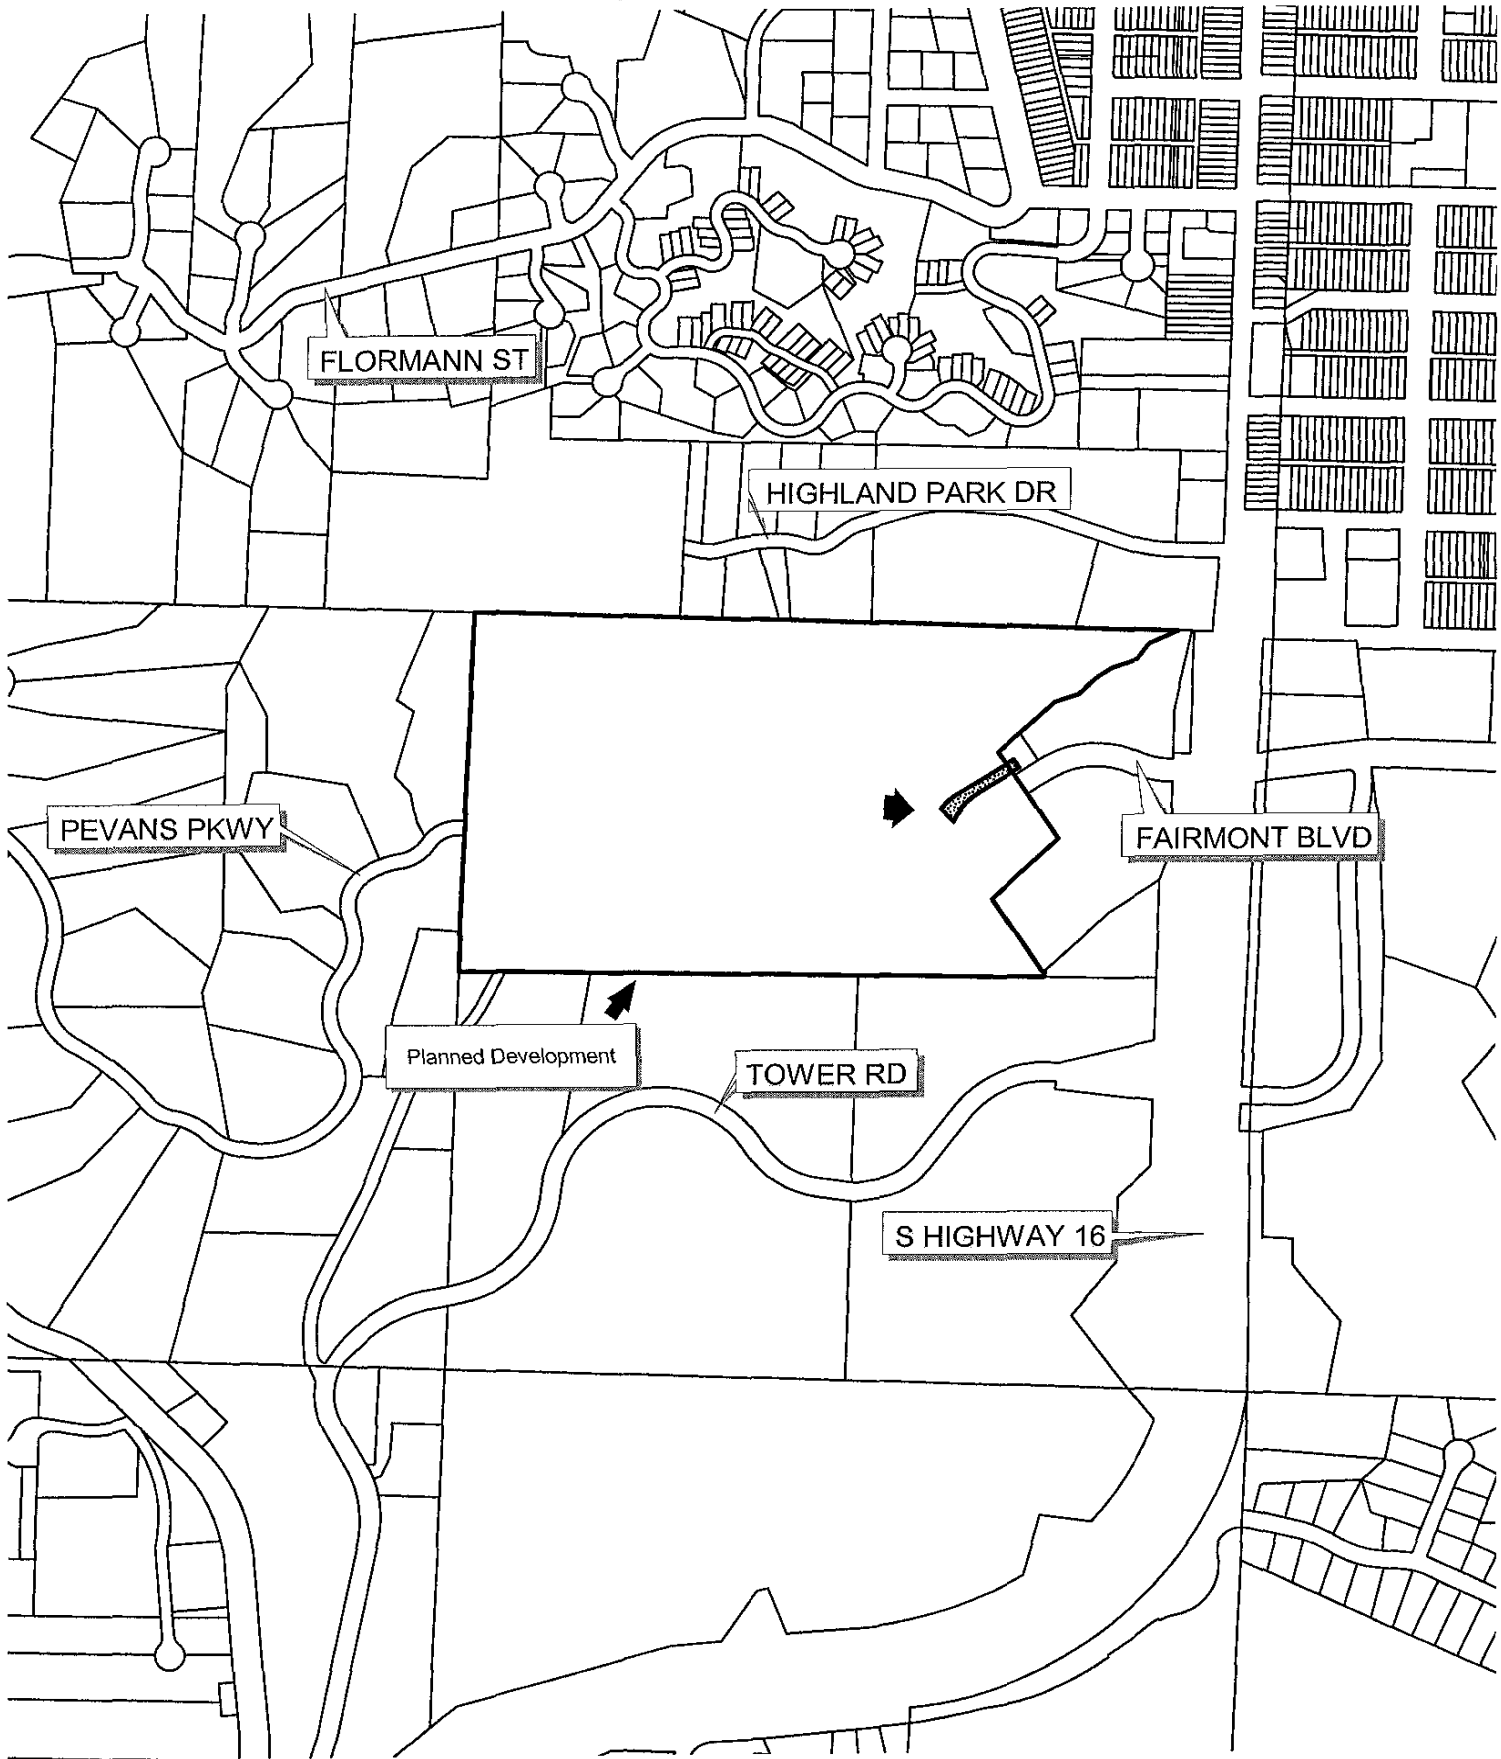 FLORMANN ST
HIGHLAND PARK DR
PEVANS PKWY
FAIRMONT BLVD
Planned Development
TOWER RD
S HIGHWAY 16